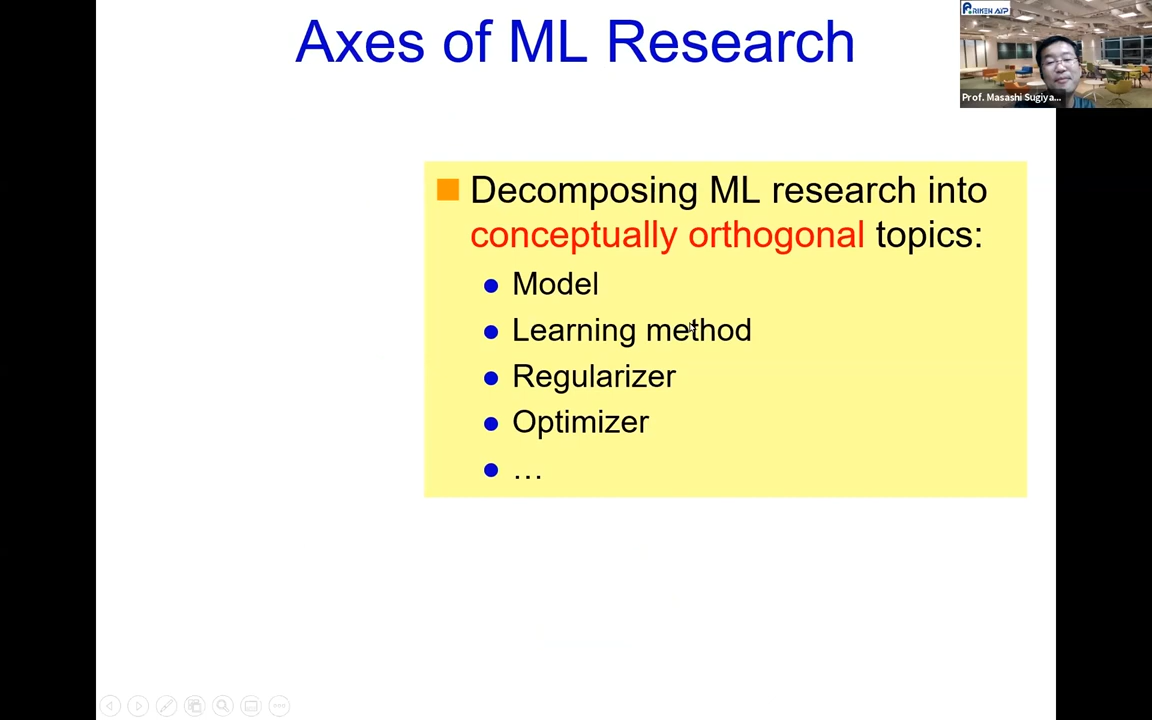 Axes of ML Research
RIKEN AIP
Prof. Masashi Sugiya...
Decomposing ML research into
conceptually orthogonal topics:
Model
Learning method
Regularizer
Optimizer
…